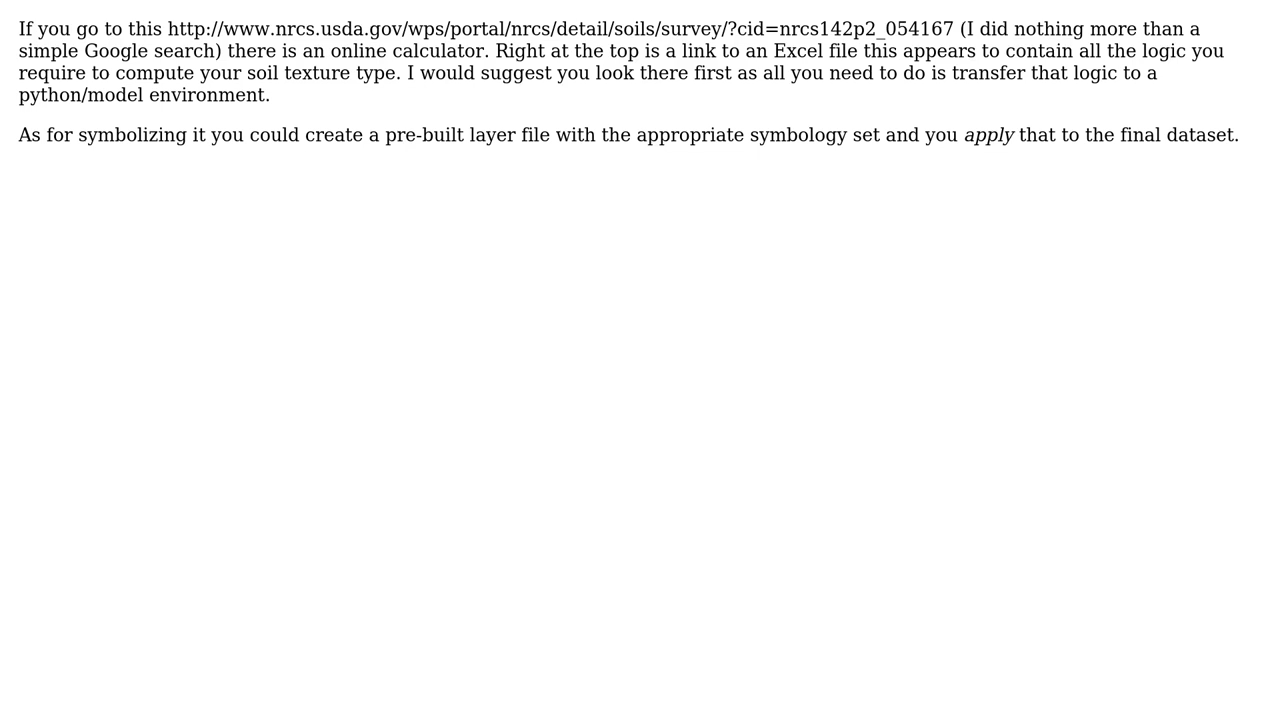 If you go to this http://www.nrcs.usda.gov/wps/portal/nrcs/detail/soils/survey/?cid=nrcs142p2_054167 (I did nothing more than a
simple Google search) there is an online calculator. Right at the top is a link to an Excel file this appears to contain all the logic you
require to compute your soil texture type. I would suggest you look there first as all you need to do is transfer that logic to a
python/model environment.
As for symbolizing it you could create a pre-built layer file with the appropriate symbology set and you apply that to the final dataset.